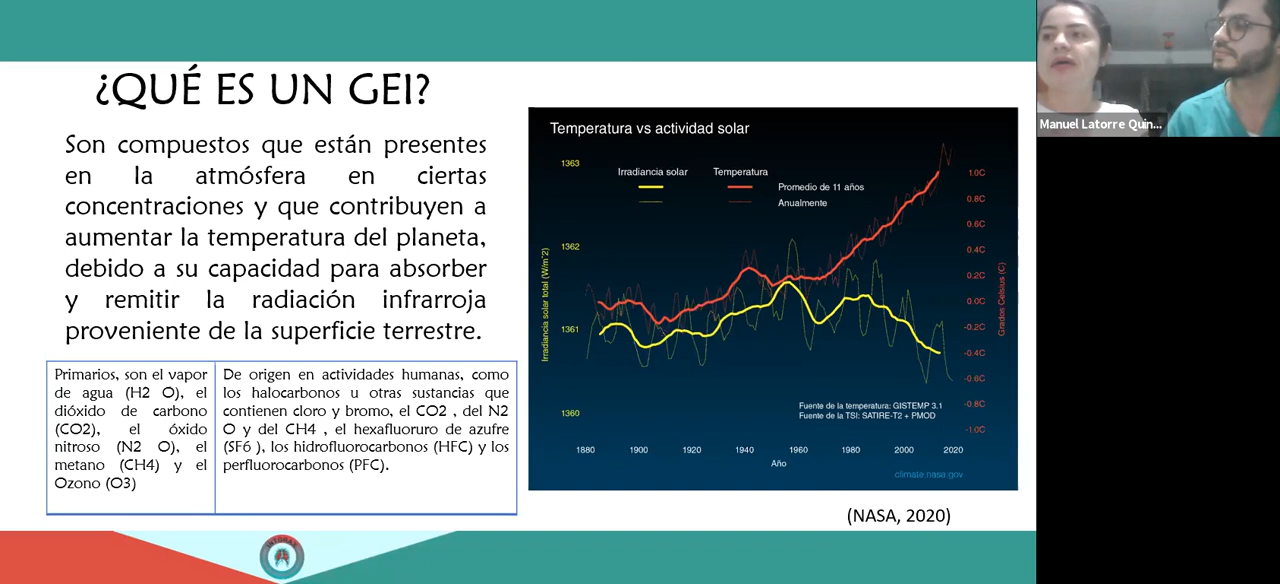 ¿QUÉ ES UN GEI?
Son compuestos que están presentes
en la atmósfera en ciertas
concentraciones y que contribuyen a
aumentar la temperatura del planeta,
debido a su capacidad para absorber
y remitir la radiación infrarroja
proveniente de la superficie terrestre.
Primarios, son el vapor
de agua (H2 O), el
dióxido de carbono
(CO2), el óxido
nitroso (N2 O), el
metano (CH4) y el
Ozono (O3)
De origen en actividades humanas, como
los halocarbonos u otras sustancias que
contienen cloro y bromo, el CO2 , del N2
O y del CH4 , el hexafluoruro de azufre
(SF6 ), los hidrofluorocarbonos (HFC) y los
perfluorocarbonos (PFC).
Temperatura vs actividad solar
Irradiancia solar Temperatura
Promedio de 11 años
Anualmente
1363
1362
1361
1360
Irradiancia solar total (W/m^2)
1.0C
0.8C
0.6C
0.4C
0.2C
0.0C
-0.2C
-0.4C
-0.6C
-0.8C
-1.0C
Grados Celsius (C)
Fuente de la temperatura: GISTEMP 3.1
Fuente de la TSI: SATIRE-T2 + PMOD
1880 1900 1920 1940 1960 1980 2000 2020
Año
climate.nasa.gov
(NASA, 2020)
Manuel Latorre Quin...